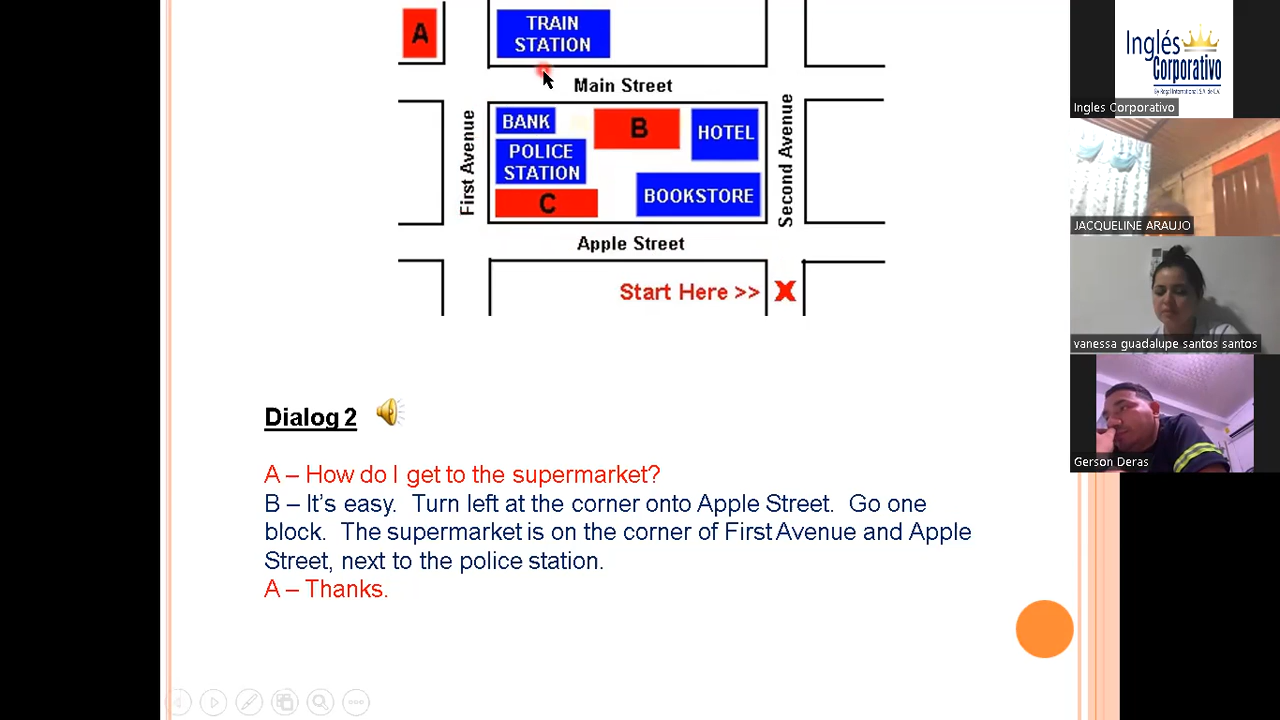 A
TRAIN
STATION
Main Street
BANK
B
HOTEL
POLICE
STATION
C
BOOKSTORE
First Avenue
Second Avenue
Apple Street
Start Here >> X
Dialog 2
A – How do I get to the supermarket?
B – It's easy. Turn left at the corner onto Apple Street. Go one
block. The supermarket is on the corner of First Avenue and Apple
Street, next to the police station.
A – Thanks.
Inglés
Corporativo
Ingles Corporativo
JACQUELINE ARAUJO
vanessa guadalupe santos santos
Gerson Deras